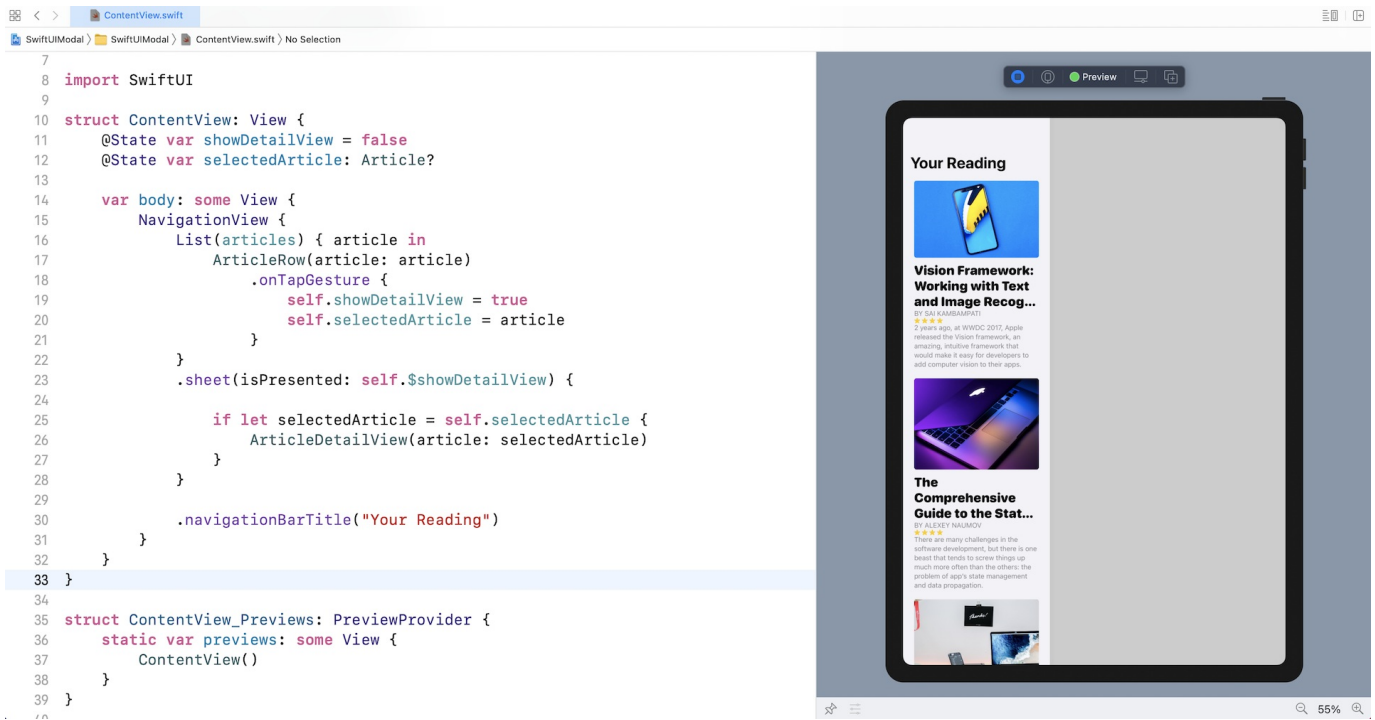 ContentView.swift
SwiftUIModal 〉 SwiftUIModal 〉 ContentView.swift 〉 No Selection
7
8 import SwiftUI
9
10 struct ContentView: View {
11     @State var showDetailView = false
12     @State var selectedArticle: Article?
13
14     var body: some View {
15         NavigationView {
16             List(articles) { article in
17                 ArticleRow(article: article)
18                     .onTapGesture {
19                         self.showDetailView = true
20                         self.selectedArticle = article
21                     }
22             }
23             .sheet(isPresented: self.$showDetailView) {
24
25                 if let selectedArticle = self.selectedArticle {
26                     ArticleDetailView(article: selectedArticle)
27                 }
28             }
29
30             .navigationBarTitle("Your Reading")
31         }
32     }
33 }
34
35 struct ContentView_Previews: PreviewProvider {
36     static var previews: some View {
37         ContentView()
38     }
39 }
Preview
Your Reading
Vision Framework:
Working with Text
and Image Recog...
BY SAI KAMBAMPATI
★★★★
2 years ago, at WWDC 2017, Apple
released the Vision framework, an
amazing, intuitive framework that
would make it easy for developers to
add computer vision to their apps.
The
Comprehensive
Guide to the Stat...
BY ALEXEY NAUMOV
★★★★
There are many challenges in the
software development, but there is one
beast that tends to screw things up
much more often than the others: the
problem of app's state management
and data propagation.
Thanks!
55%